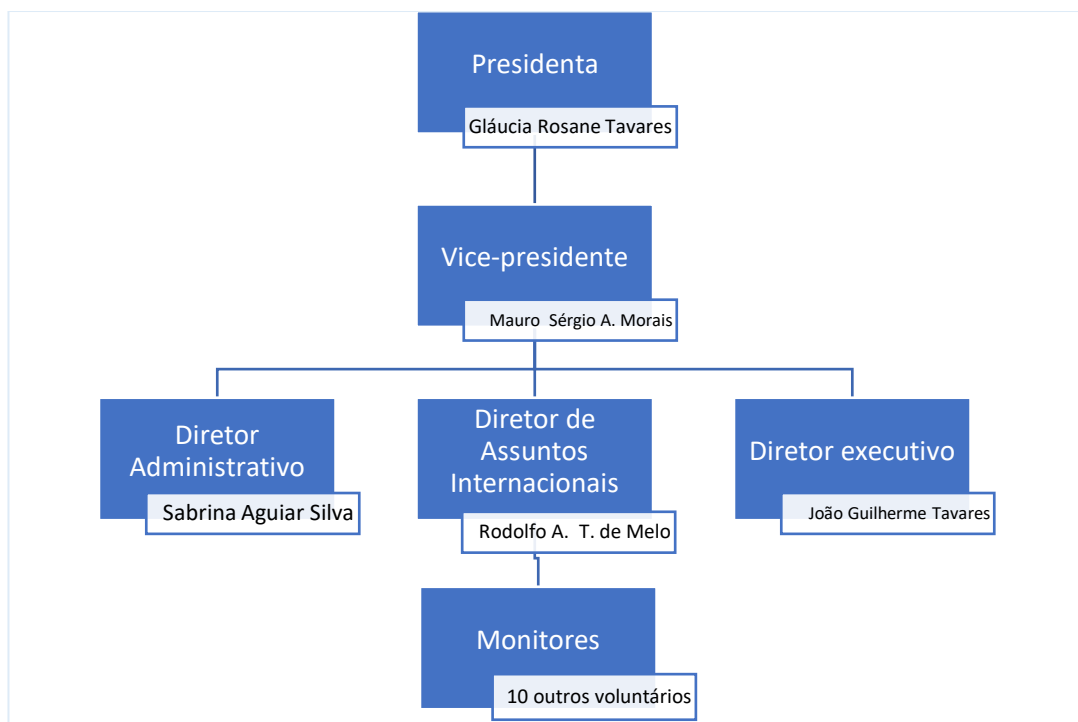 Presidenta
Gláucia Rosane Tavares
Vice-presidente
Mauro Sérgio A. Morais
Diretor
Administrativo
Sabrina Aguiar Silva
Diretor de
Assuntos
Internacionais
Rodolfo A. T. de Melo
Diretor executivo
João Guilherme Tavares
Monitores
10 outros voluntários